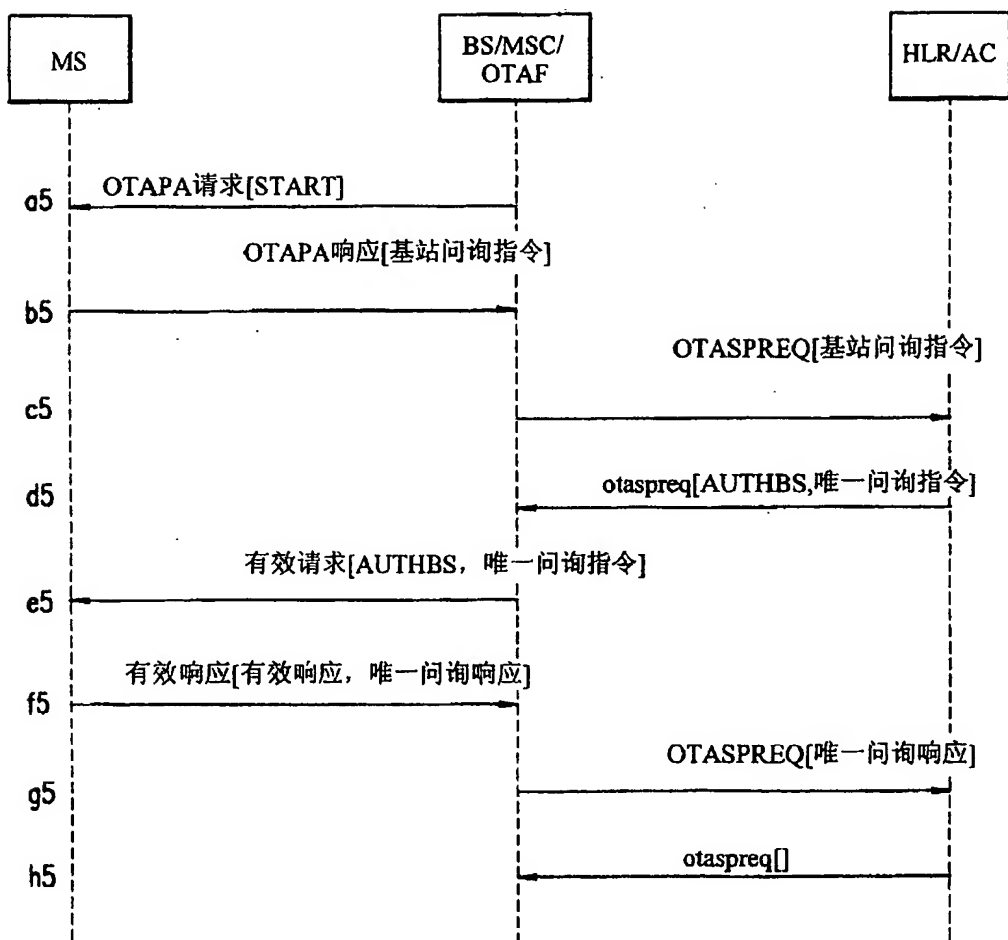 MS
BS/MSC/
OTAF
HLR/AC
a5
OTAPA请求[START]
OTAPA响应[基站问询指令]
b5
OTASPREQ[基站问询指令]
c5
otaspreq[AUTHBS,唯一问询指令]
d5
有效请求[AUTHBS，唯一问询指令]
e5
有效响应[有效响应，唯一问询响应]
f5
OTASPREQ[唯一问询响应]
g5
otaspreq[]
h5